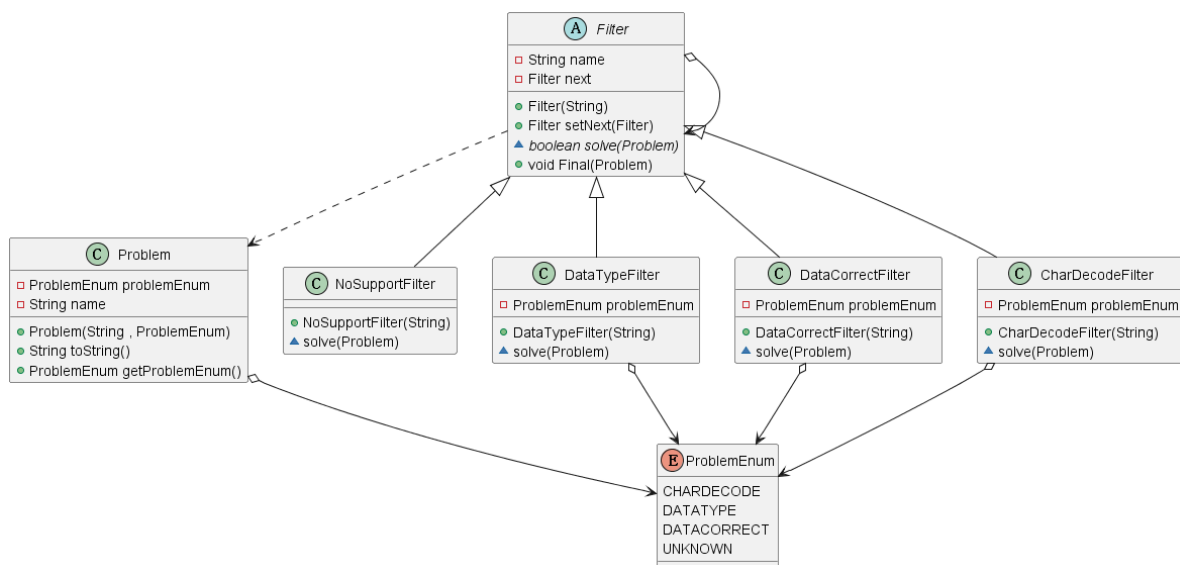 A Filter
String name
Filter next
Filter(String)
Filter setNext(Filter)
boolean solve(Problem)
void Final(Problem)
C Problem
ProblemEnum problemEnum
String name
Problem(String , ProblemEnum)
String toString()
ProblemEnum getProblemEnum()
C NoSupportFilter
NoSupportFilter(String)
solve(Problem)
C DataTypeFilter
ProblemEnum problemEnum
DataTypeFilter(String)
solve(Problem)
C DataCorrectFilter
ProblemEnum problemEnum
DataCorrectFilter(String)
solve(Problem)
C CharDecodeFilter
ProblemEnum problemEnum
CharDecodeFilter(String)
solve(Problem)
E ProblemEnum
CHARDECODE
DATATYPE
DATACORRECT
UNKNOWN